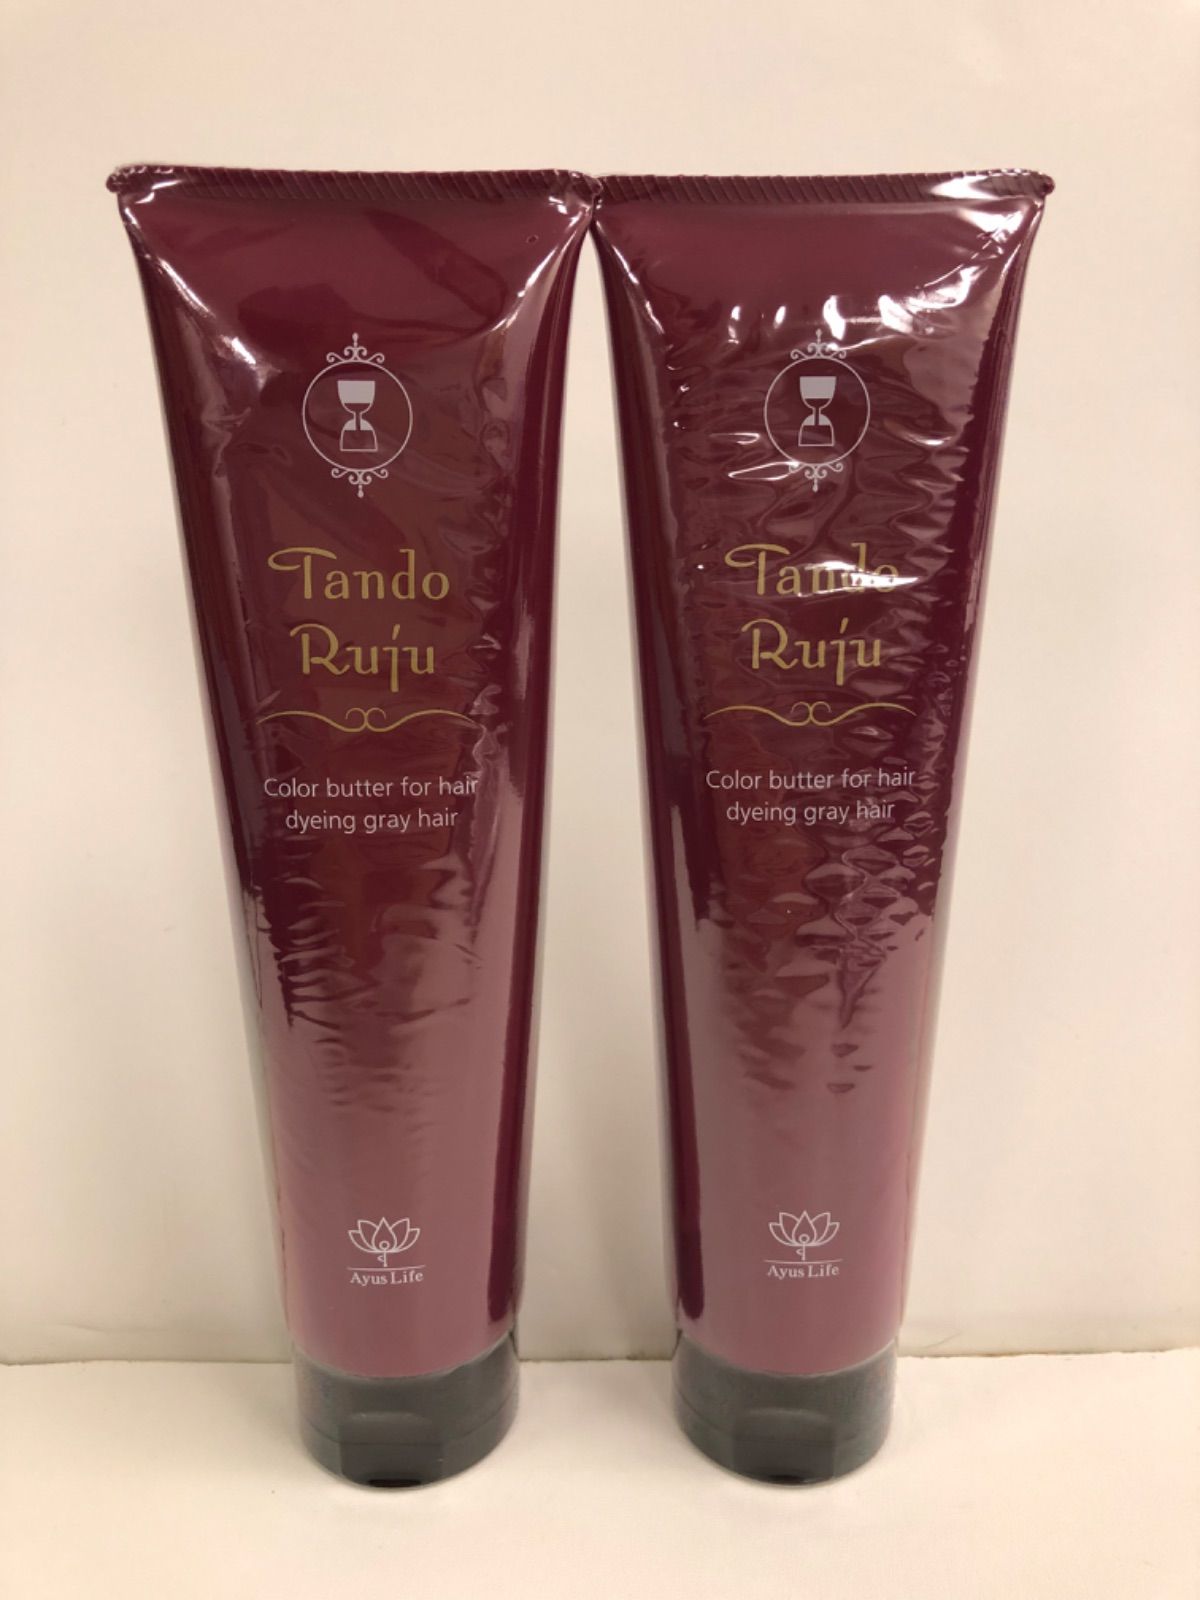 Tando
Ruju
Color butter for hair
dyeing gray hair
Ayus Life
Tando
Ruju
Color butter for hair
dyeing gray hair
Ayus Life